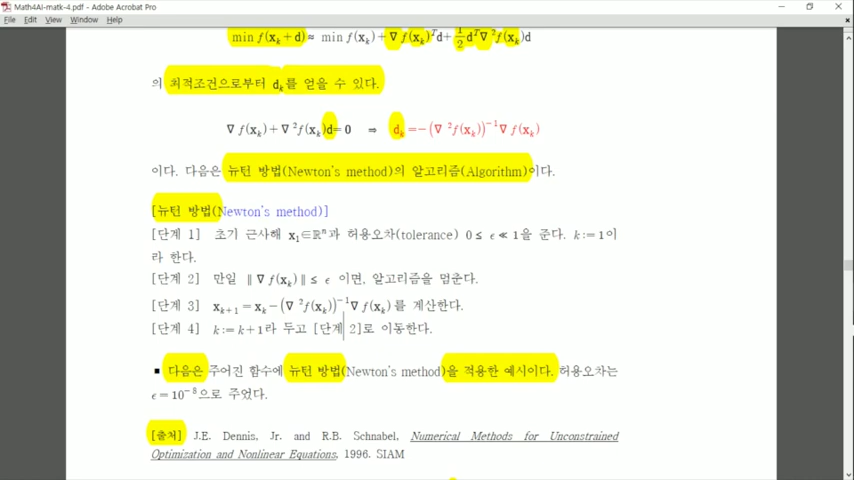 Math4AI-matk-4.pdf - Adobe Acrobat Pro
File Edit View Window Help
min f(xₖ+d)≈ min f(xₖ)+∇f(xₖ)ᵀd+½dᵀ∇²f(xₖ)d
의 최적조건으로부터 dₖ를 얻을 수 있다.
∇f(xₖ)+∇²f(xₖ)d=0 ⇒ dₖ=−(∇²f(xₖ))⁻¹∇f(xₖ)
이다. 다음은 뉴턴 방법(Newton's method)의 알고리즘(Algorithm)이다.
[뉴턴 방법(Newton's method)]
[단계 1] 초기 근사해 x₁∈ℝⁿ과 허용오차(tolerance) 0≤ ϵ ≪1을 준다. k:=1이
라 한다.
[단계 2] 만일 ∥∇f(xₖ)∥≤ ϵ 이면, 알고리즘을 멈춘다.
[단계 3] xₖ₊₁=xₖ−(∇²f(xₖ))⁻¹∇f(xₖ)를 계산한다.
[단계 4] k:=k+1라 두고 [단계 2]로 이동한다.
▪ 다음은 주어진 함수에 뉴턴 방법(Newton's method)을 적용한 예시이다. 허용오차는
ϵ=10⁻⁸으로 주었다.
[출처] J.E. Dennis, Jr. and R.B. Schnabel, Numerical Methods for Unconstrained
Optimization and Nonlinear Equations, 1996. SIAM